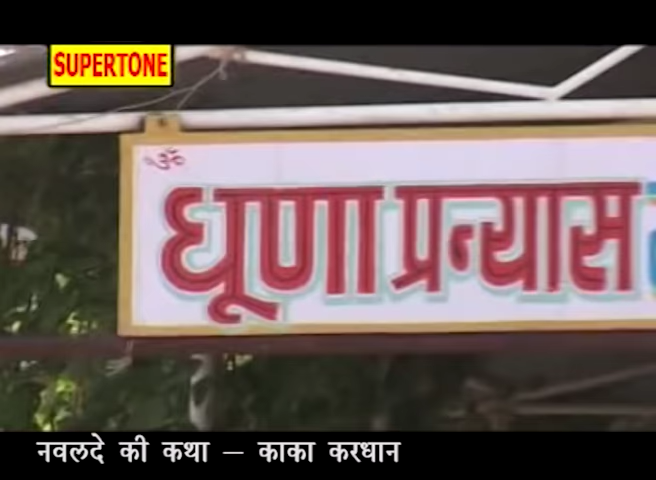 SUPERTONE
ॐ
धूणा प्रन्यास
नवलदे की कथा – काका करधान